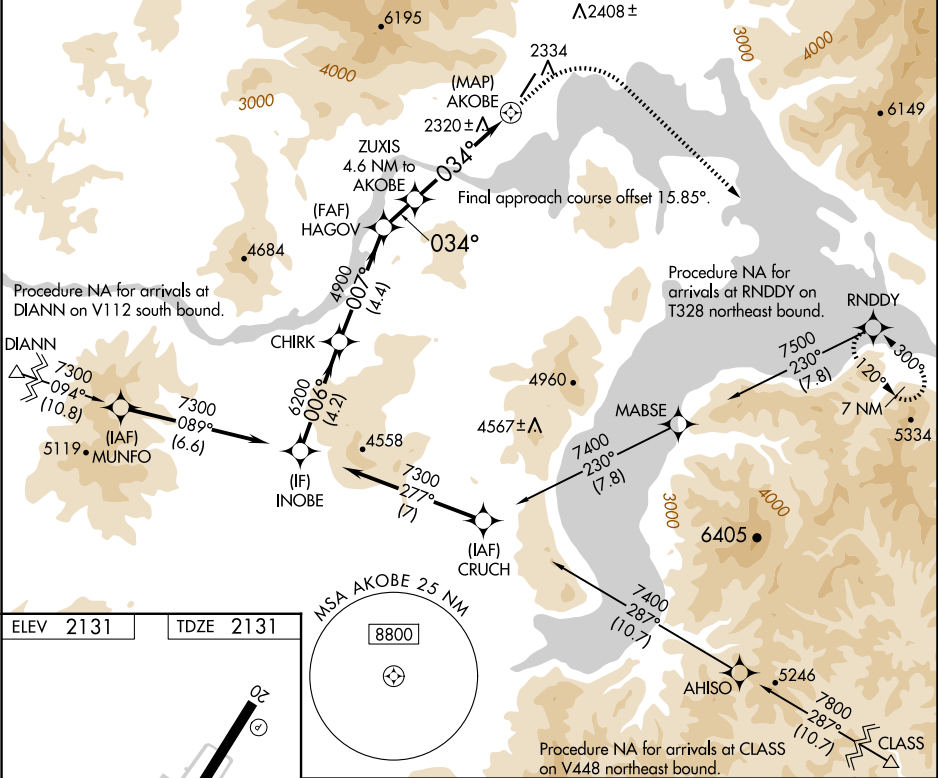 6195
2408 ±
3000
4000
2334
4000
3000
(MAP)
AKOBE
6149
2320 ±
ZUXIS
4.6 NM to
AKOBE
034°
Final approach course offset 15.85°.
(FAF)
HAGOV
034°
4684
Procedure NA for arrivals at
DIANN on V112 south bound.
4900
007°
(4.4)
Procedure NA for
arrivals at RNDDY on
T328 northeast bound.
RNDDY
DIANN
7300
094°
(10.8)
CHIRK
7500
230°
(7.8)
300°
120°
7 NM
5334
7300
089°
(6.6)
6200
006°
(4.2)
4960
MABSE
5119
(IAF)
MUNFO
4558
4567 ±
7400
230°
(7.8)
(IF)
INOBE
7300
277°
(7)
3000
4000
6405
(IAF)
CRUCH
MSA AKOBE 25 NM
8800
7400
287°
(10.7)
ELEV 2131
TDZE 2131
AHISO
5246
20
P
7800
287°
(10.7)
CLASS
Procedure NA for arrivals at CLASS
on V448 northeast bound.